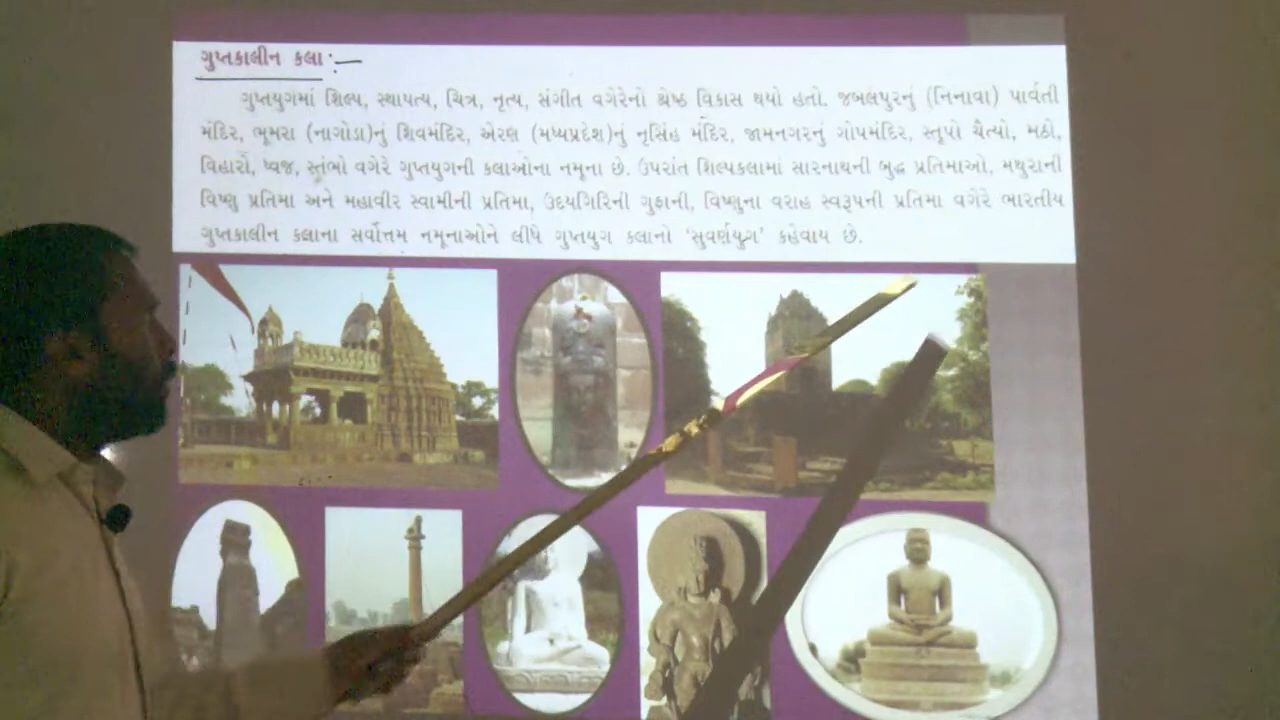 ગુપ્તકાલીન કલા :-
ગુપ્તયુગમાં શિલ્પ, સ્થાપત્ય, ચિત્ર, નૃત્ય, સંગીત વગેરેનો શ્રેષ્ઠ વિકાસ થયો હતો. જબલપુરનું (નિનાવા) પાર્વતી
મંદિર, ભૂમરા (નાગોડા)નું શિવમંદિર, એરણ (મધ્યપ્રદેશ)નું નૃસિંહ મંદિર, જામનગરનું ગોપમંદિર, સ્તૂપો ચૈત્યો, મઠો,
વિહારો, ધ્વજ, સ્તંભો વગેરે ગુપ્તયુગની કલાઓના નમૂના છે. ઉપરાંત શિલ્પકલામાં સારનાથની બુદ્ધ પ્રતિમાઓ, મથુરાની
વિષ્ણુ પ્રતિમા અને મહાવીર સ્વામીની પ્રતિમા, ઉદયગિરિની ગુફાની, વિષ્ણુના વરાહ સ્વરૂપની પ્રતિમા વગેરે ભારતીય
ગુપ્તકાલીન કલાના સર્વોત્તમ નમૂનાઓને લીધે ગુપ્તયુગ કલાનો ‘સુવર્ણયુગ’ કહેવાય છે.